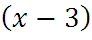 (x − 3)